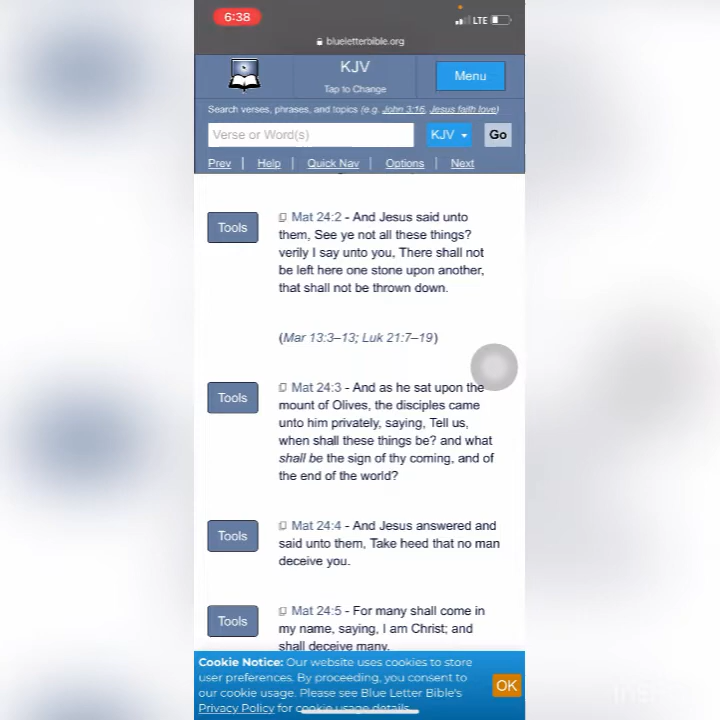 6:38
LTE
blueletterbible.org
KJV
Tap to Change
Menu
Search verses, phrases, and topics (e.g. John 3:16, Jesus faith love)
Verse or Word(s)
KJV
Go
Prev | Help | Quick Nav | Options | Next
Tools
Mat 24:2 - And Jesus said unto
them, See ye not all these things?
verily I say unto you, There shall not
be left here one stone upon another,
that shall not be thrown down.
(Mar 13:3–13; Luk 21:7–19)
Tools
Mat 24:3 - And as he sat upon the
mount of Olives, the disciples came
unto him privately, saying, Tell us,
when shall these things be? and what
shall be the sign of thy coming, and of
the end of the world?
Tools
Mat 24:4 - And Jesus answered and
said unto them, Take heed that no man
deceive you.
Tools
Mat 24:5 - For many shall come in
my name, saying, I am Christ; and
shall deceive many.
Cookie Notice: Our website uses cookies to store
user preferences. By proceeding, you consent to
our cookie usage. Please see Blue Letter Bible's
Privacy Policy for cookie usage details.
OK